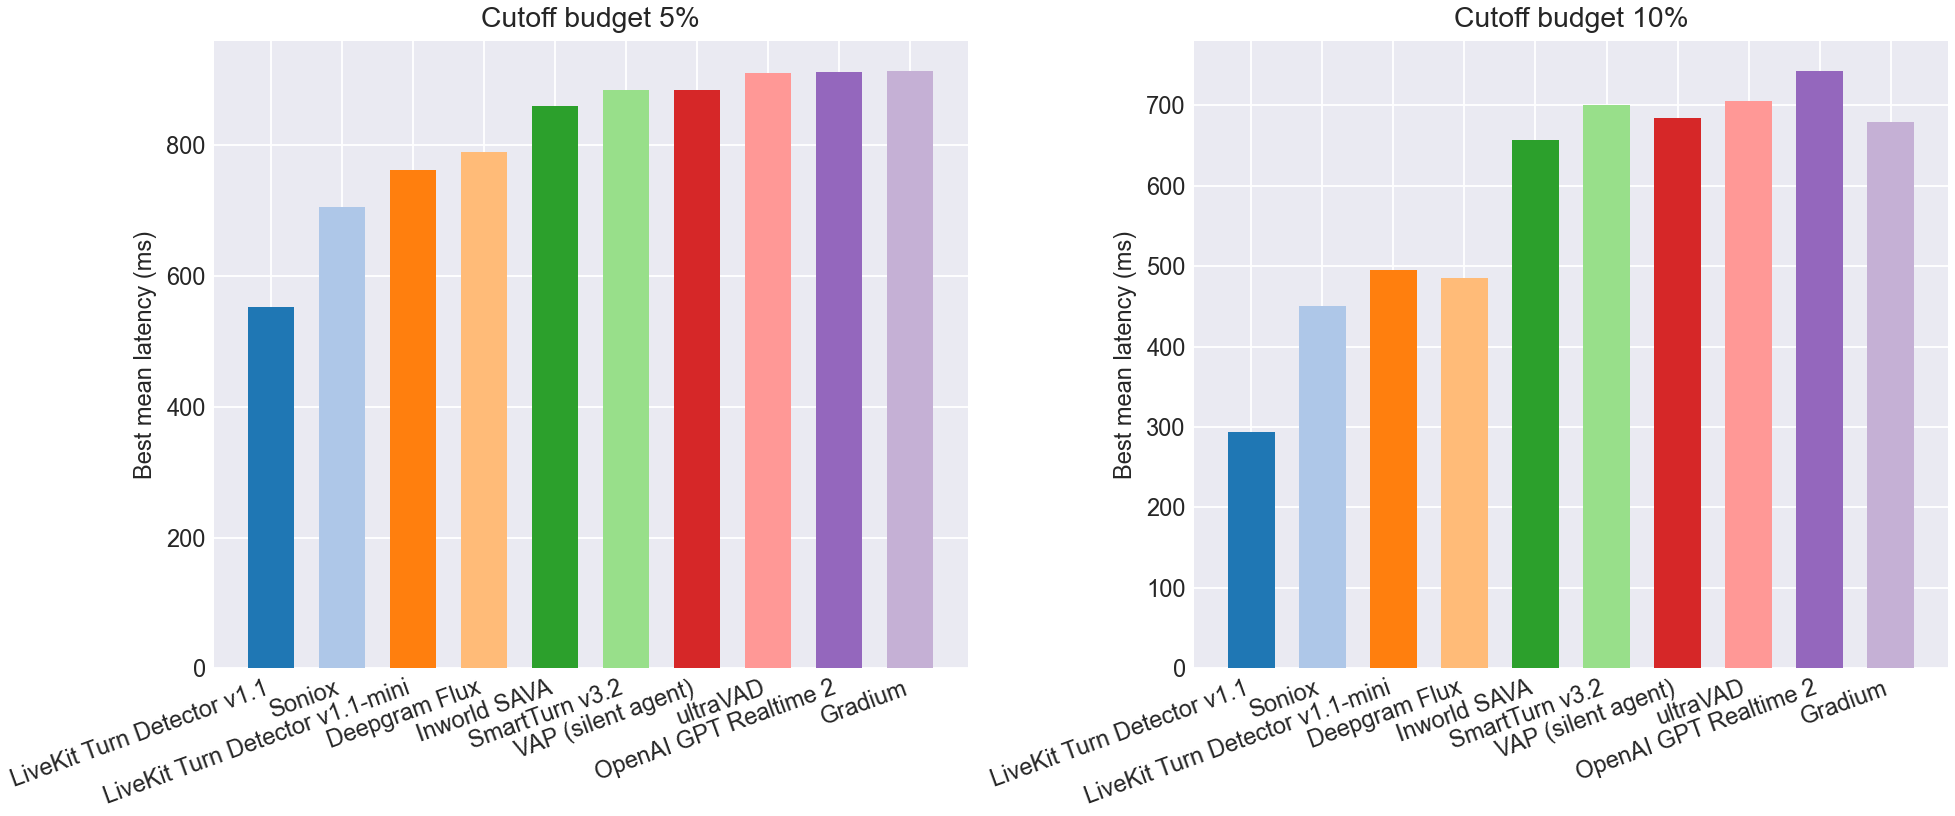 Cutoff budget 5%
Best mean latency (ms)
800
600
400
200
0
LiveKit Turn Detector v1.1
Soniox
LiveKit Turn Detector v1.1-mini
Deepgram Flux
Inworld SAVA
SmartTurn v3.2
VAP (silent agent)
ultraVAD
OpenAI GPT Realtime 2
Gradium
Cutoff budget 10%
Best mean latency (ms)
700
600
500
400
300
200
100
0
LiveKit Turn Detector v1.1
Soniox
LiveKit Turn Detector v1.1-mini
Deepgram Flux
Inworld SAVA
SmartTurn v3.2
VAP (silent agent)
ultraVAD
OpenAI GPT Realtime 2
Gradium